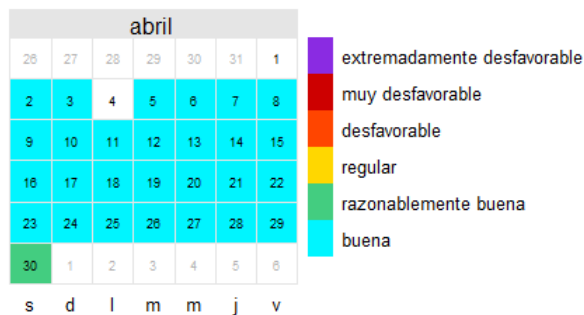 abril
26 27 28 29 30 31 1
2 3 4 5 6 7 8
9 10 11 12 13 14 15
16 17 18 19 20 21 22
23 24 25 26 27 28 29
30 1 2 3 4 5 6
s d l m m j v
extremadamente desfavorable
muy desfavorable
desfavorable
regular
razonablemente buena
buena